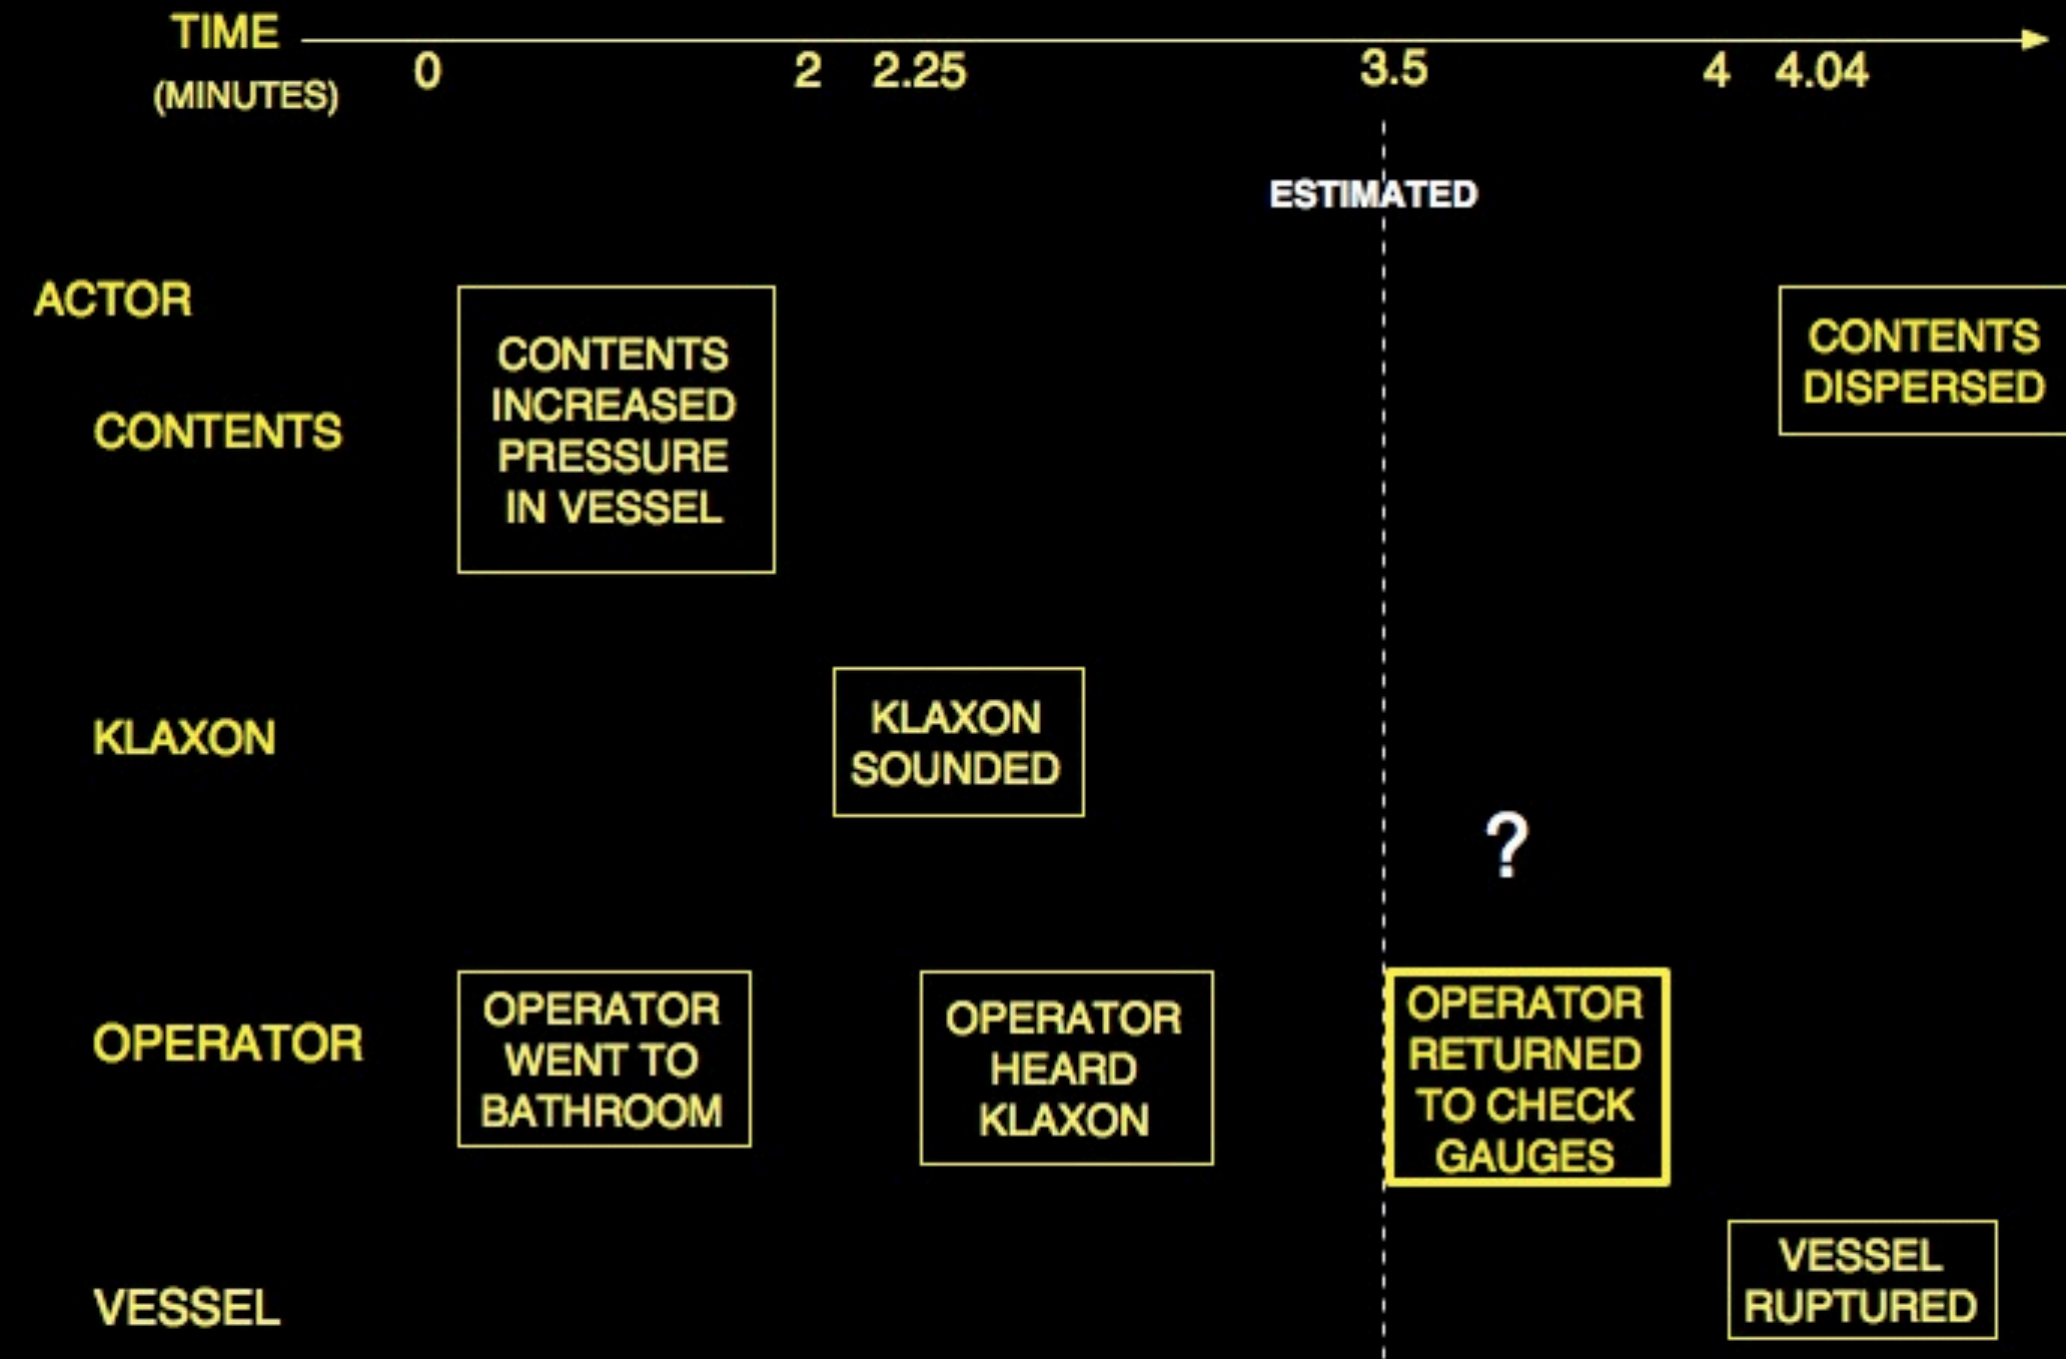 TIME
(MINUTES)
0
2
2.25
3.5
4
4.04
ESTIMATED
ACTOR
CONTENTS
CONTENTS
INCREASED
PRESSURE
IN VESSEL
CONTENTS
DISPERSED
KLAXON
KLAXON
SOUNDED
?
OPERATOR
OPERATOR
WENT TO
BATHROOM
OPERATOR
HEARD
KLAXON
OPERATOR
RETURNED
TO CHECK
GAUGES
VESSEL
VESSEL
RUPTURED